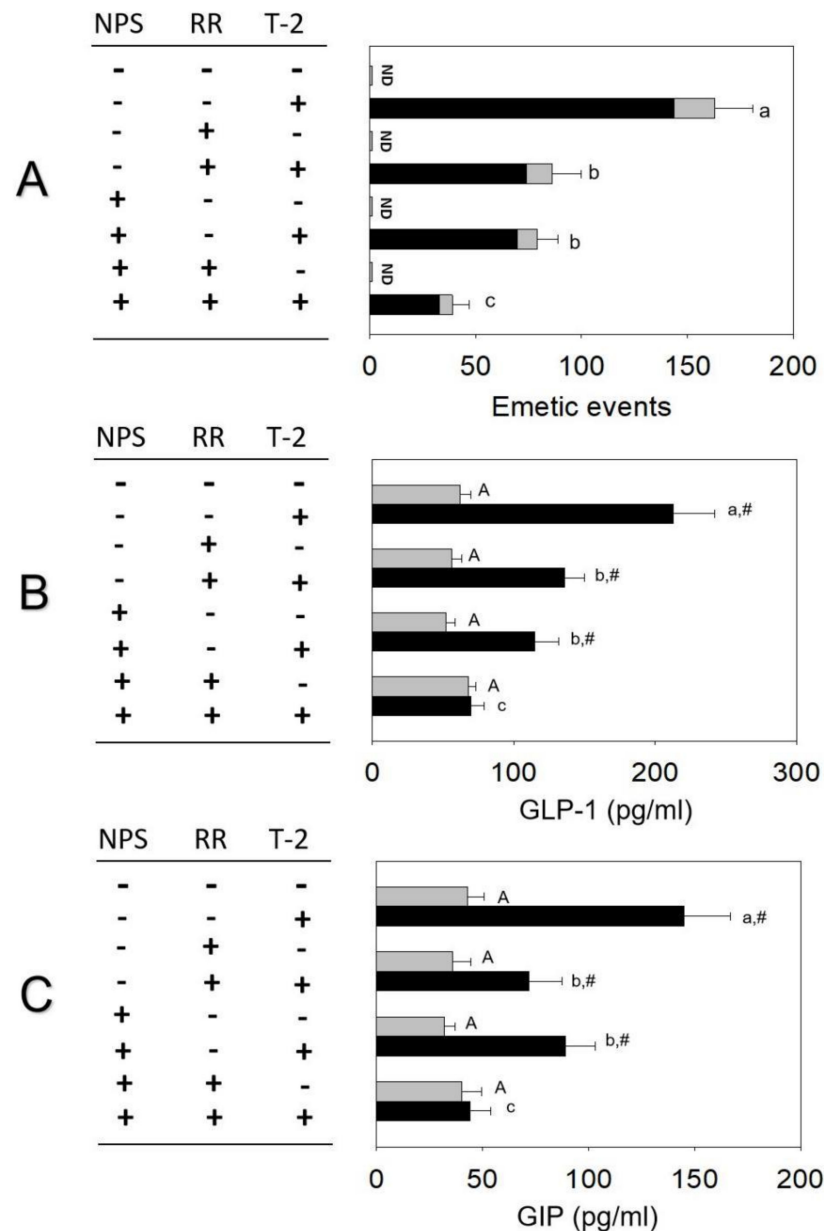 NPS RR T-2
- - -
- - +
- + -
- + +
+ - -
+ - +
+ + -
+ + +
A
ND
a
ND
b
ND
b
ND
c
0 50 100 150 200
Emetic events
NPS RR T-2
- - -
- - +
- + -
- + +
+ - -
+ - +
+ + -
+ + +
B
A
a,#
A
b,#
A
b,#
A
c
0 100 200 300
GLP-1 (pg/ml)
NPS RR T-2
- - -
- - +
- + -
- + +
+ - -
+ - +
+ + -
+ + +
C
A
a,#
A
b,#
A
b,#
A
c
0 50 100 150 200
GIP (pg/ml)